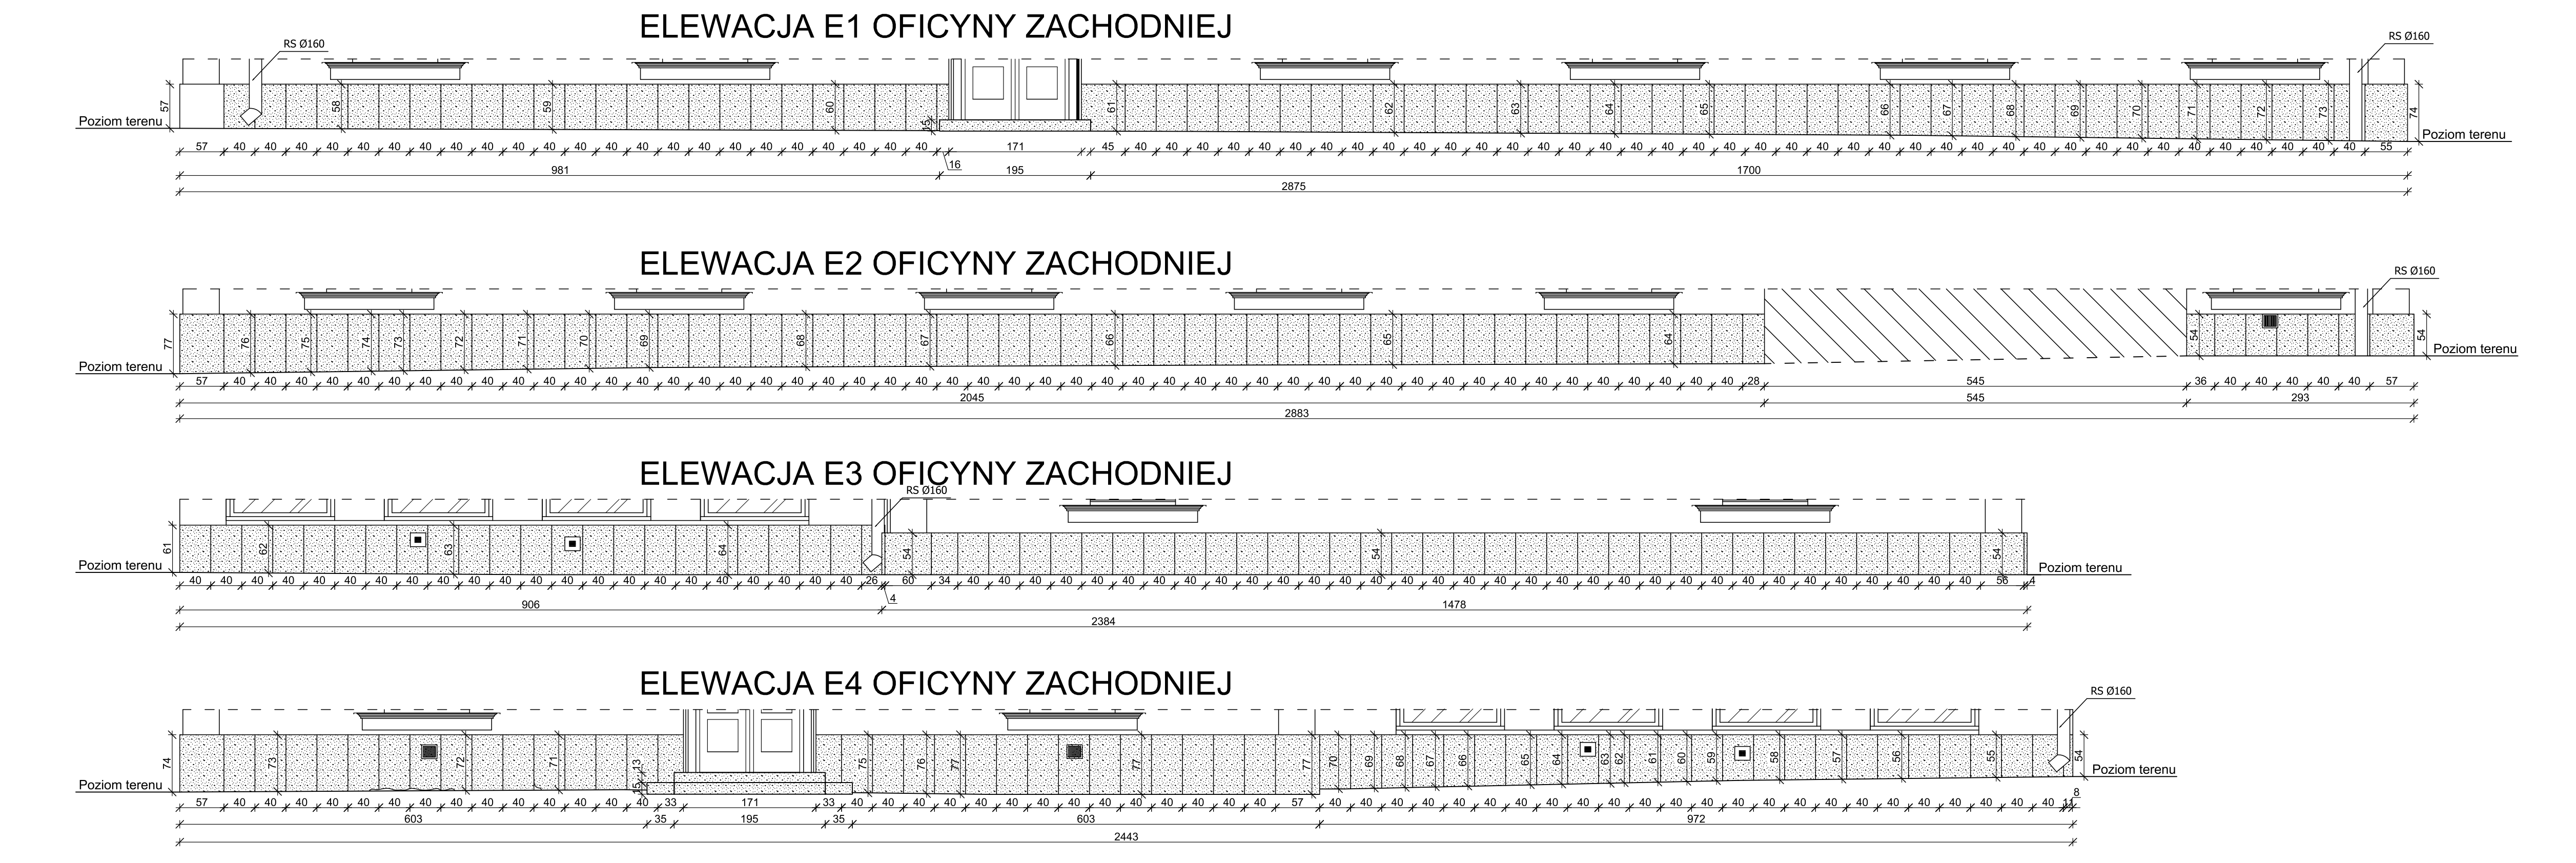 ELEWACJA E1 OFICYNY ZACHODNIEJ
RS Ø160
RS Ø160
57 58 59 60 15 61 62 63 64 65 66 67 68 69 70 71 72 73 74
Poziom terenu
Poziom terenu
57 40 40 40 40 40 40 40 40 40 40 40 40 40 40 40 40 40 40 40 40 40 40 40 171 45 40 40 40 40 40 40 40 40 40 40 40 40 40 40 40 40 40 40 40 40 40 40 40 40 40 40 40 40 40 40 40 40 40 40 40 40 40 40 40 40 55
16
981 195 1700
2875
ELEWACJA E2 OFICYNY ZACHODNIEJ
RS Ø160
77 76 75 74 73 72 71 70 69 68 67 66 65 64 54 54
Poziom terenu
Poziom terenu
57 40 40 40 40 40 40 40 40 40 40 40 40 40 40 40 40 40 40 40 40 40 40 40 40 40 40 40 40 40 40 40 40 40 40 40 40 40 40 40 40 40 40 40 40 40 40 40 40 40 28 545 36 40 40 40 40 40 57
2045 545 293
2883
ELEWACJA E3 OFICYNY ZACHODNIEJ
RS Ø160
61 62 63 64 54 54 54
Poziom terenu
Poziom terenu
40 40 40 40 40 40 40 40 40 40 40 40 40 40 40 40 40 40 40 40 40 40 26 60 34 40 40 40 40 40 40 40 40 40 40 40 40 40 40 40 40 40 40 40 40 40 40 40 40 40 40 40 40 40 40 40 40 40 56 4
4
906 1478
2384
ELEWACJA E4 OFICYNY ZACHODNIEJ
RS Ø160
74 73 72 71 13 15 75 76 77 77 77 70 69 68 67 66 65 64 63 62 61 60 59 58 57 56 55 54
Poziom terenu
Poziom terenu
8
57 40 40 40 40 40 40 40 40 40 40 40 40 40 40 33 171 33 40 40 40 40 40 40 40 40 40 40 40 40 40 40 57 40 40 40 40 40 40 40 40 40 40 40 40 40 40 40 40 40 40 40 40 40 40 40 40 11
603 35 195 35 603 972
2443